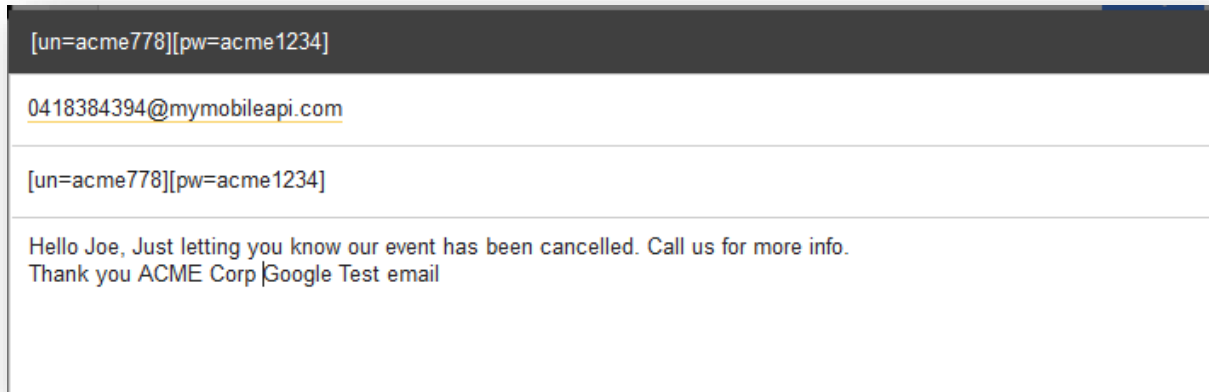 [un=acme778][pw=acme1234]
0418384394@mymobileapi.com
[un=acme778][pw=acme1234]
Hello Joe, Just letting you know our event has been cancelled. Call us for more info.
Thank you ACME Corp Google Test email